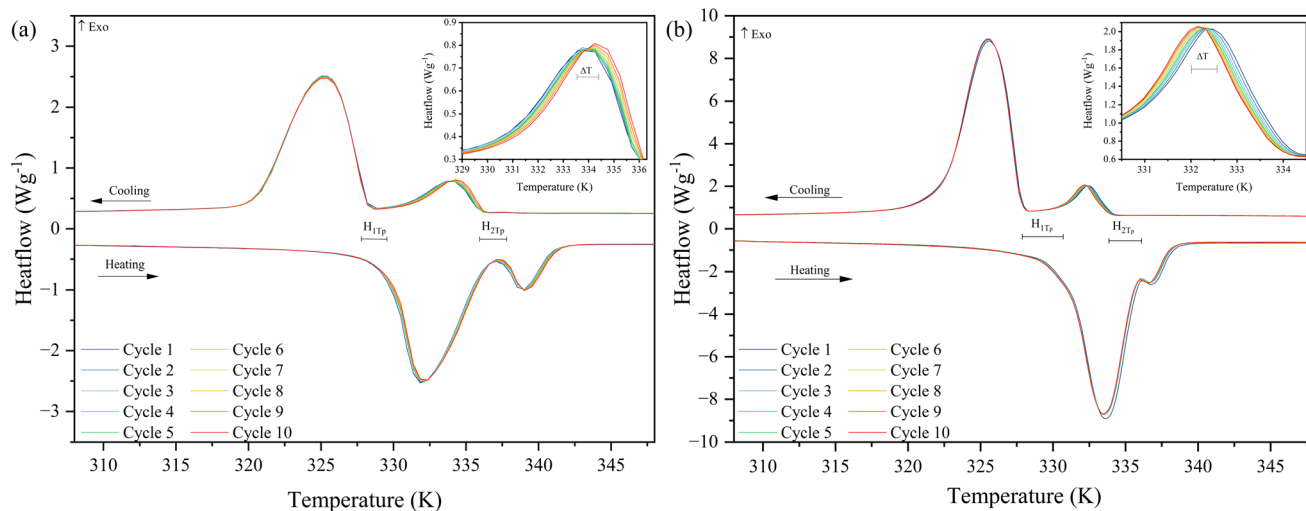 (a)
↑ Exo
Heatflow (Wg⁻¹)
3
2
1
0
−1
−2
−3
310 315 320 325 330 335 340 345
Temperature (K)
Cooling
Heating
H1Tp
H2Tp
Cycle 1 Cycle 6
Cycle 2 Cycle 7
Cycle 3 Cycle 8
Cycle 4 Cycle 9
Cycle 5 Cycle 10
Heatflow (Wg⁻¹)
0.9
0.8
0.7
0.6
0.5
0.4
0.3
ΔT
329 330 331 332 333 334 335 336
Temperature (K)
(b)
↑ Exo
Heatflow (Wg⁻¹)
10
8
6
4
2
0
−2
−4
−6
−8
−10
310 315 320 325 330 335 340 345
Temperature (K)
Cooling
Heating
H1Tp
H2Tp
Cycle 1 Cycle 6
Cycle 2 Cycle 7
Cycle 3 Cycle 8
Cycle 4 Cycle 9
Cycle 5 Cycle 10
Heatflow (Wg⁻¹)
2.0
1.8
1.6
1.4
1.2
1.0
0.8
0.6
ΔT
331 332 333 334
Temperature (K)